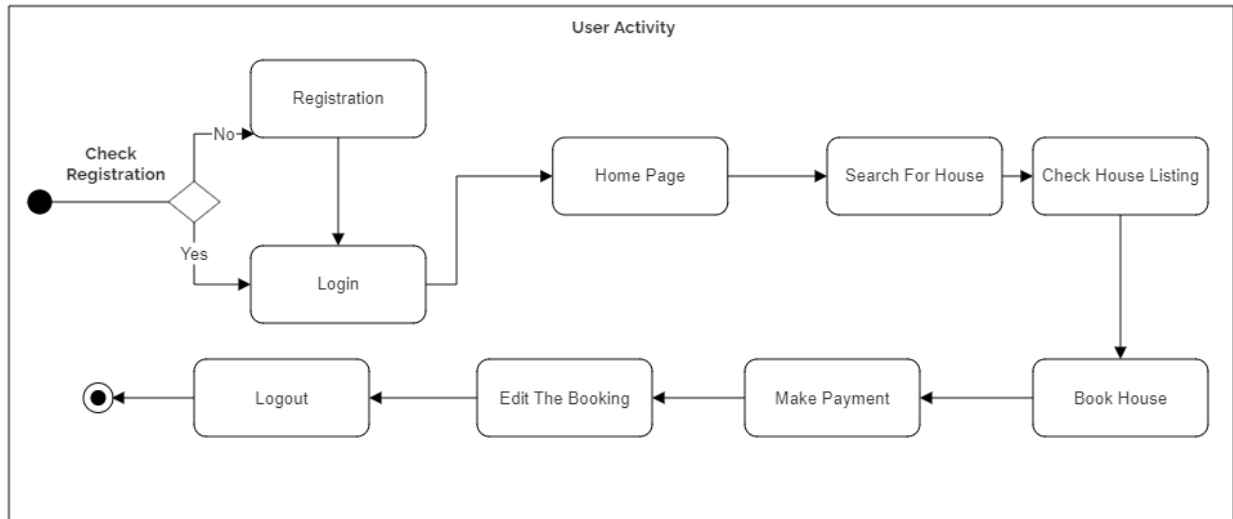 User Activity
Registration
No
Check
Registration
Home Page
Search For House
Check House Listing
Yes
Login
Logout
Edit The Booking
Make Payment
Book House